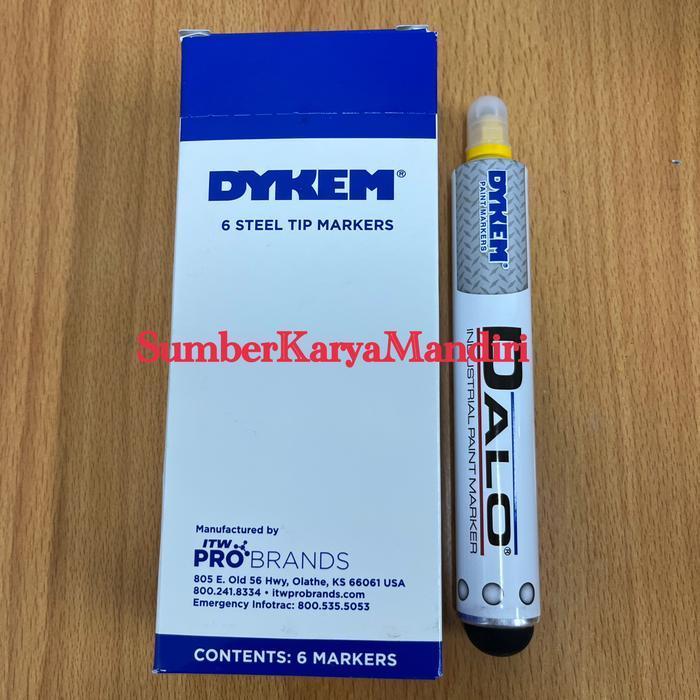 DYKEM®
6 STEEL TIP MARKERS
SumberKaryaMandiri
Manufactured by
ITW
PRO BRANDS
805 E. Old 56 Hwy, Olathe, KS 66061 USA
800.241.8334 • itwprobrands.com
Emergency Infotrac: 800.535.5053
CONTENTS: 6 MARKERS
DYKEM®
PAINT MARKERS
DALO®
INDUSTRIAL PAINT MARKER